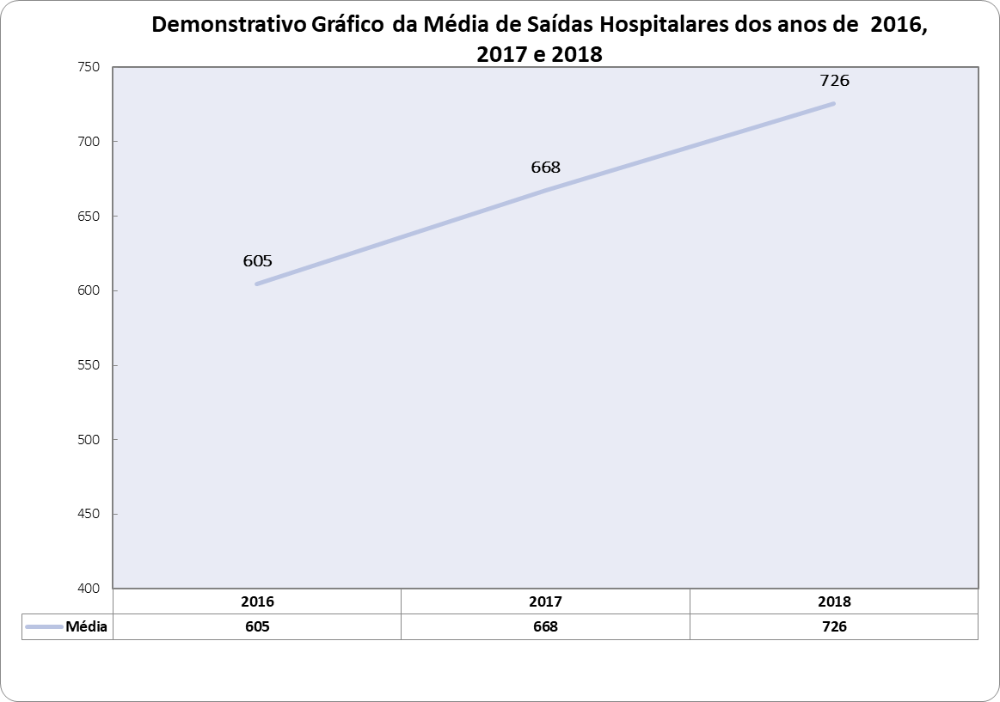 Demonstrativo Gráfico da Média de Saídas Hospitalares dos anos de 2016,
2017 e 2018
750
726
700
668
650
605
600
550
500
450
400
2016 2017 2018
Média 605 668 726